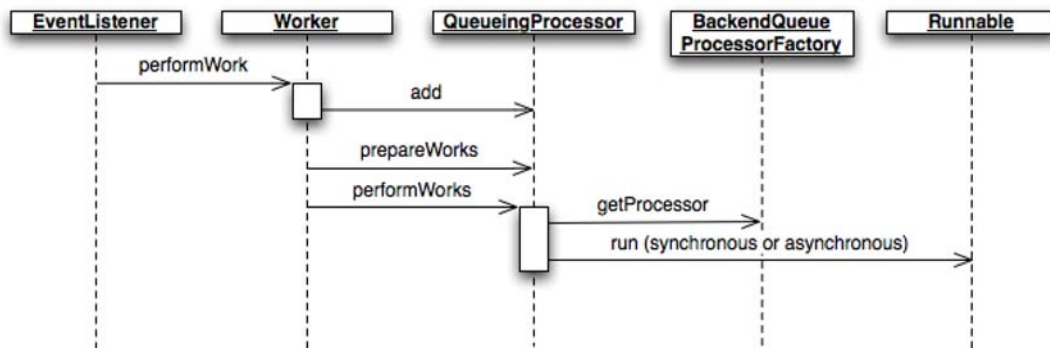 EventListener
Worker
QueueingProcessor
BackendQueue
ProcessorFactory
Runnable
performWork
add
prepareWorks
performWorks
getProcessor
run (synchronous or asynchronous)